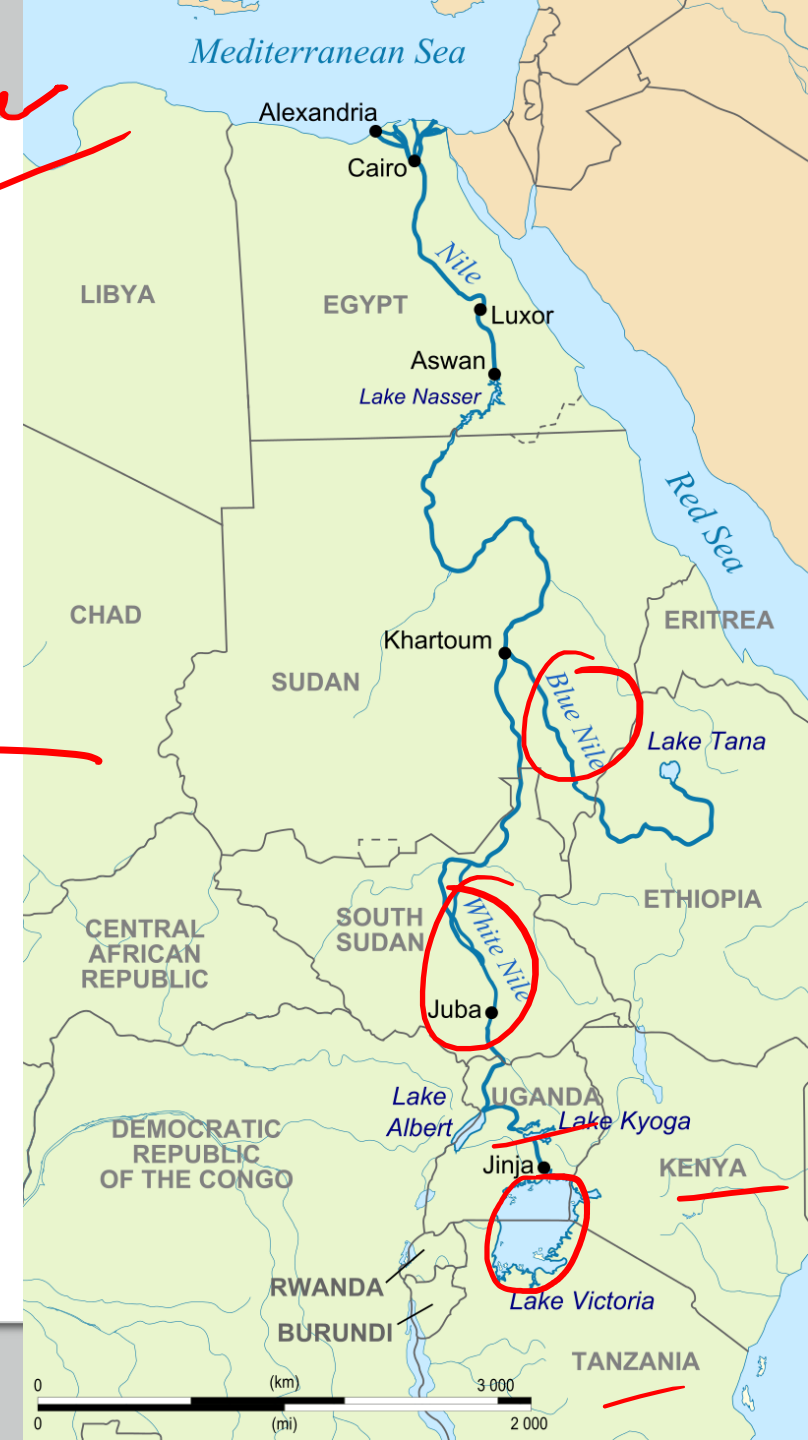 Mediterranean Sea
Alexandria
Cairo
Nile
LIBYA
EGYPT
Luxor
Aswan
Lake Nasser
Red Sea
CHAD
ERITREA
Khartoum
SUDAN
Blue Nile
Lake Tana
ETHIOPIA
CENTRAL
AFRICAN
REPUBLIC
SOUTH
SUDAN
White Nile
Juba
Lake
Albert
UGANDA
Lake Kyoga
DEMOCRATIC
REPUBLIC
OF THE CONGO
Jinja
KENYA
RWANDA
Lake Victoria
BURUNDI
TANZANIA
0 (km) 3 000
0 (mi) 2 000